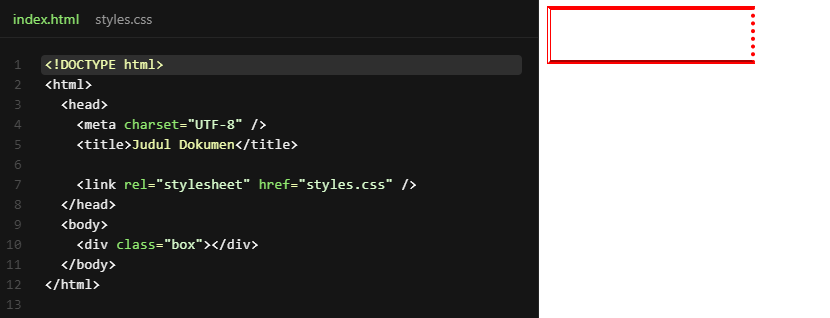 index.html styles.css
1 <!DOCTYPE html>
2 <html>
3 <head>
4 <meta charset="UTF-8" />
5 <title>Judul Dokumen</title>
6
7 <link rel="stylesheet" href="styles.css" />
8 </head>
9 <body>
10 <div class="box"></div>
11 </body>
12 </html>
13